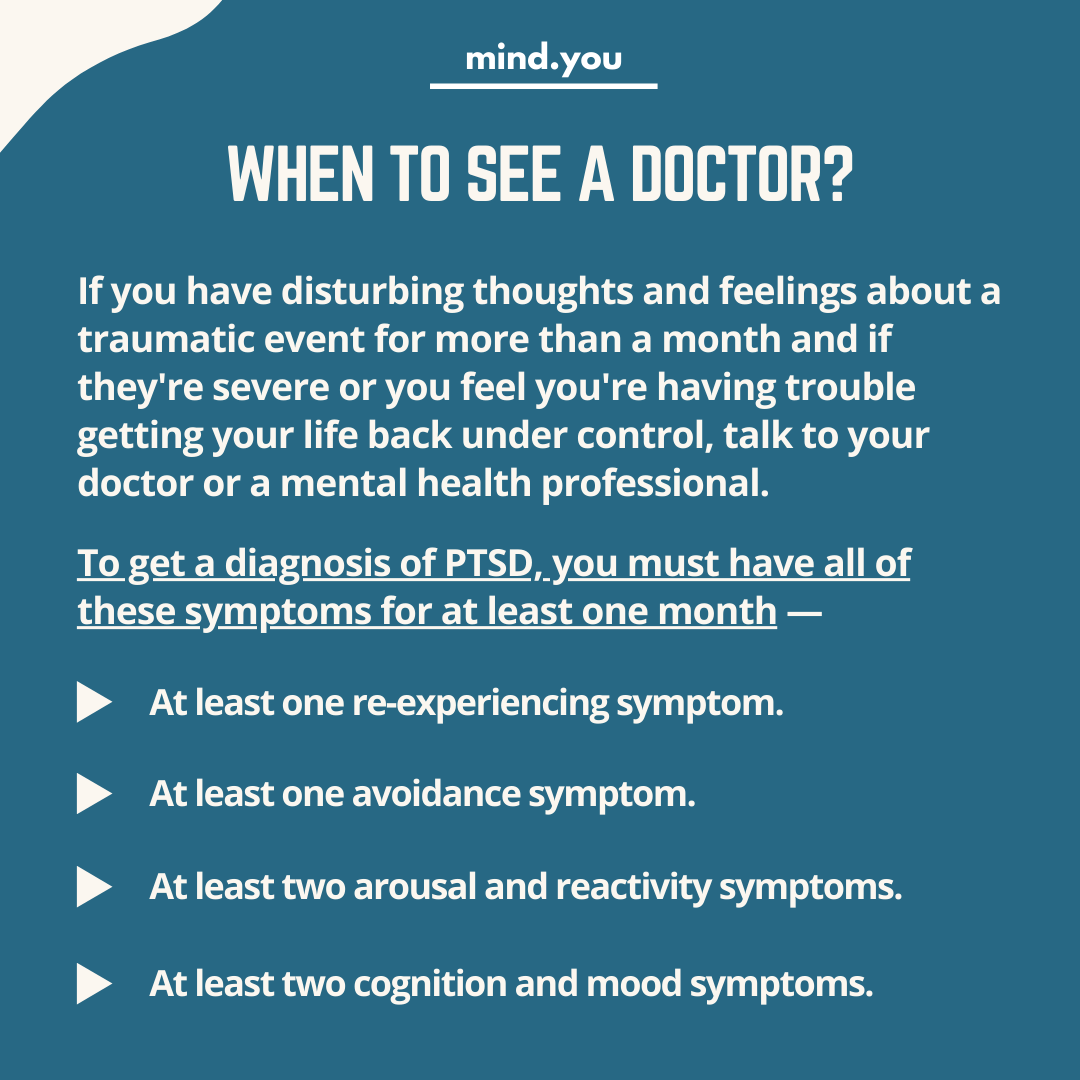 mind.you
WHEN TO SEE A DOCTOR?
If you have disturbing thoughts and feelings about a
traumatic event for more than a month and if
they're severe or you feel you're having trouble
getting your life back under control, talk to your
doctor or a mental health professional.
To get a diagnosis of PTSD, you must have all of
these symptoms for at least one month —
At least one re-experiencing symptom.
At least one avoidance symptom.
At least two arousal and reactivity symptoms.
At least two cognition and mood symptoms.